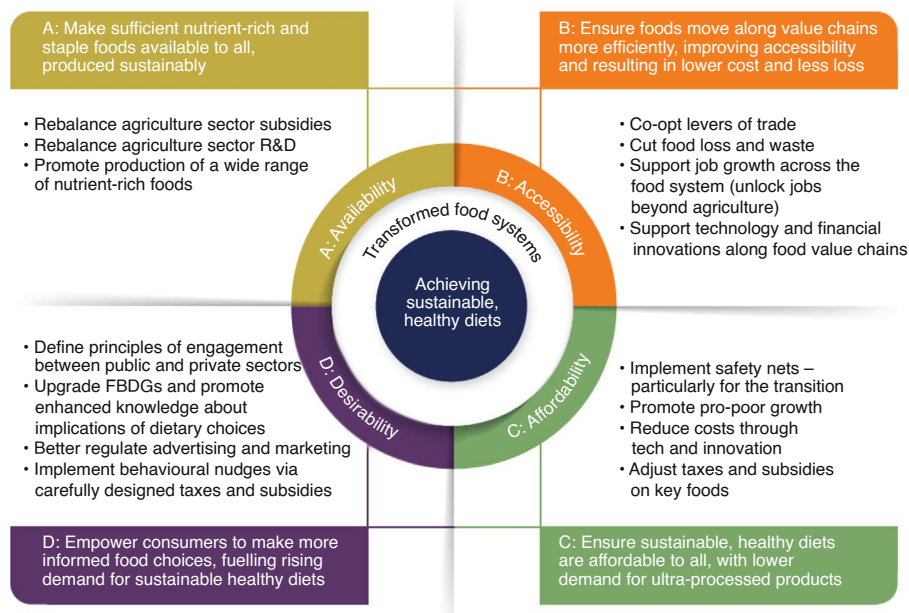 A: Make sufficient nutrient-rich and
staple foods available to all,
produced sustainably
B: Ensure foods move along value chains
more efficiently, improving accessibility
and resulting in lower cost and less loss
• Rebalance agriculture sector subsidies
• Rebalance agriculture sector R&D
• Promote production of a wide range
of nutrient-rich foods
• Co-opt levers of trade
• Cut food loss and waste
• Support job growth across the
food system (unlock jobs
beyond agriculture)
• Support technology and financial
innovations along food value chains
A: Availability
B: Accessibility
Transformed food systems
Achieving
sustainable,
healthy diets
D: Desirability
C: Affordability
• Define principles of engagement
between public and private sectors
• Upgrade FBDGs and promote
enhanced knowledge about
implications of dietary choices
• Better regulate advertising and marketing
• Implement behavioural nudges via
carefully designed taxes and subsidies
• Implement safety nets –
particularly for the transition
• Promote pro-poor growth
• Reduce costs through
tech and innovation
• Adjust taxes and subsidies
on key foods
D: Empower consumers to make more
informed food choices, fuelling rising
demand for sustainable healthy diets
C: Ensure sustainable, healthy diets
are affordable to all, with lower
demand for ultra-processed products